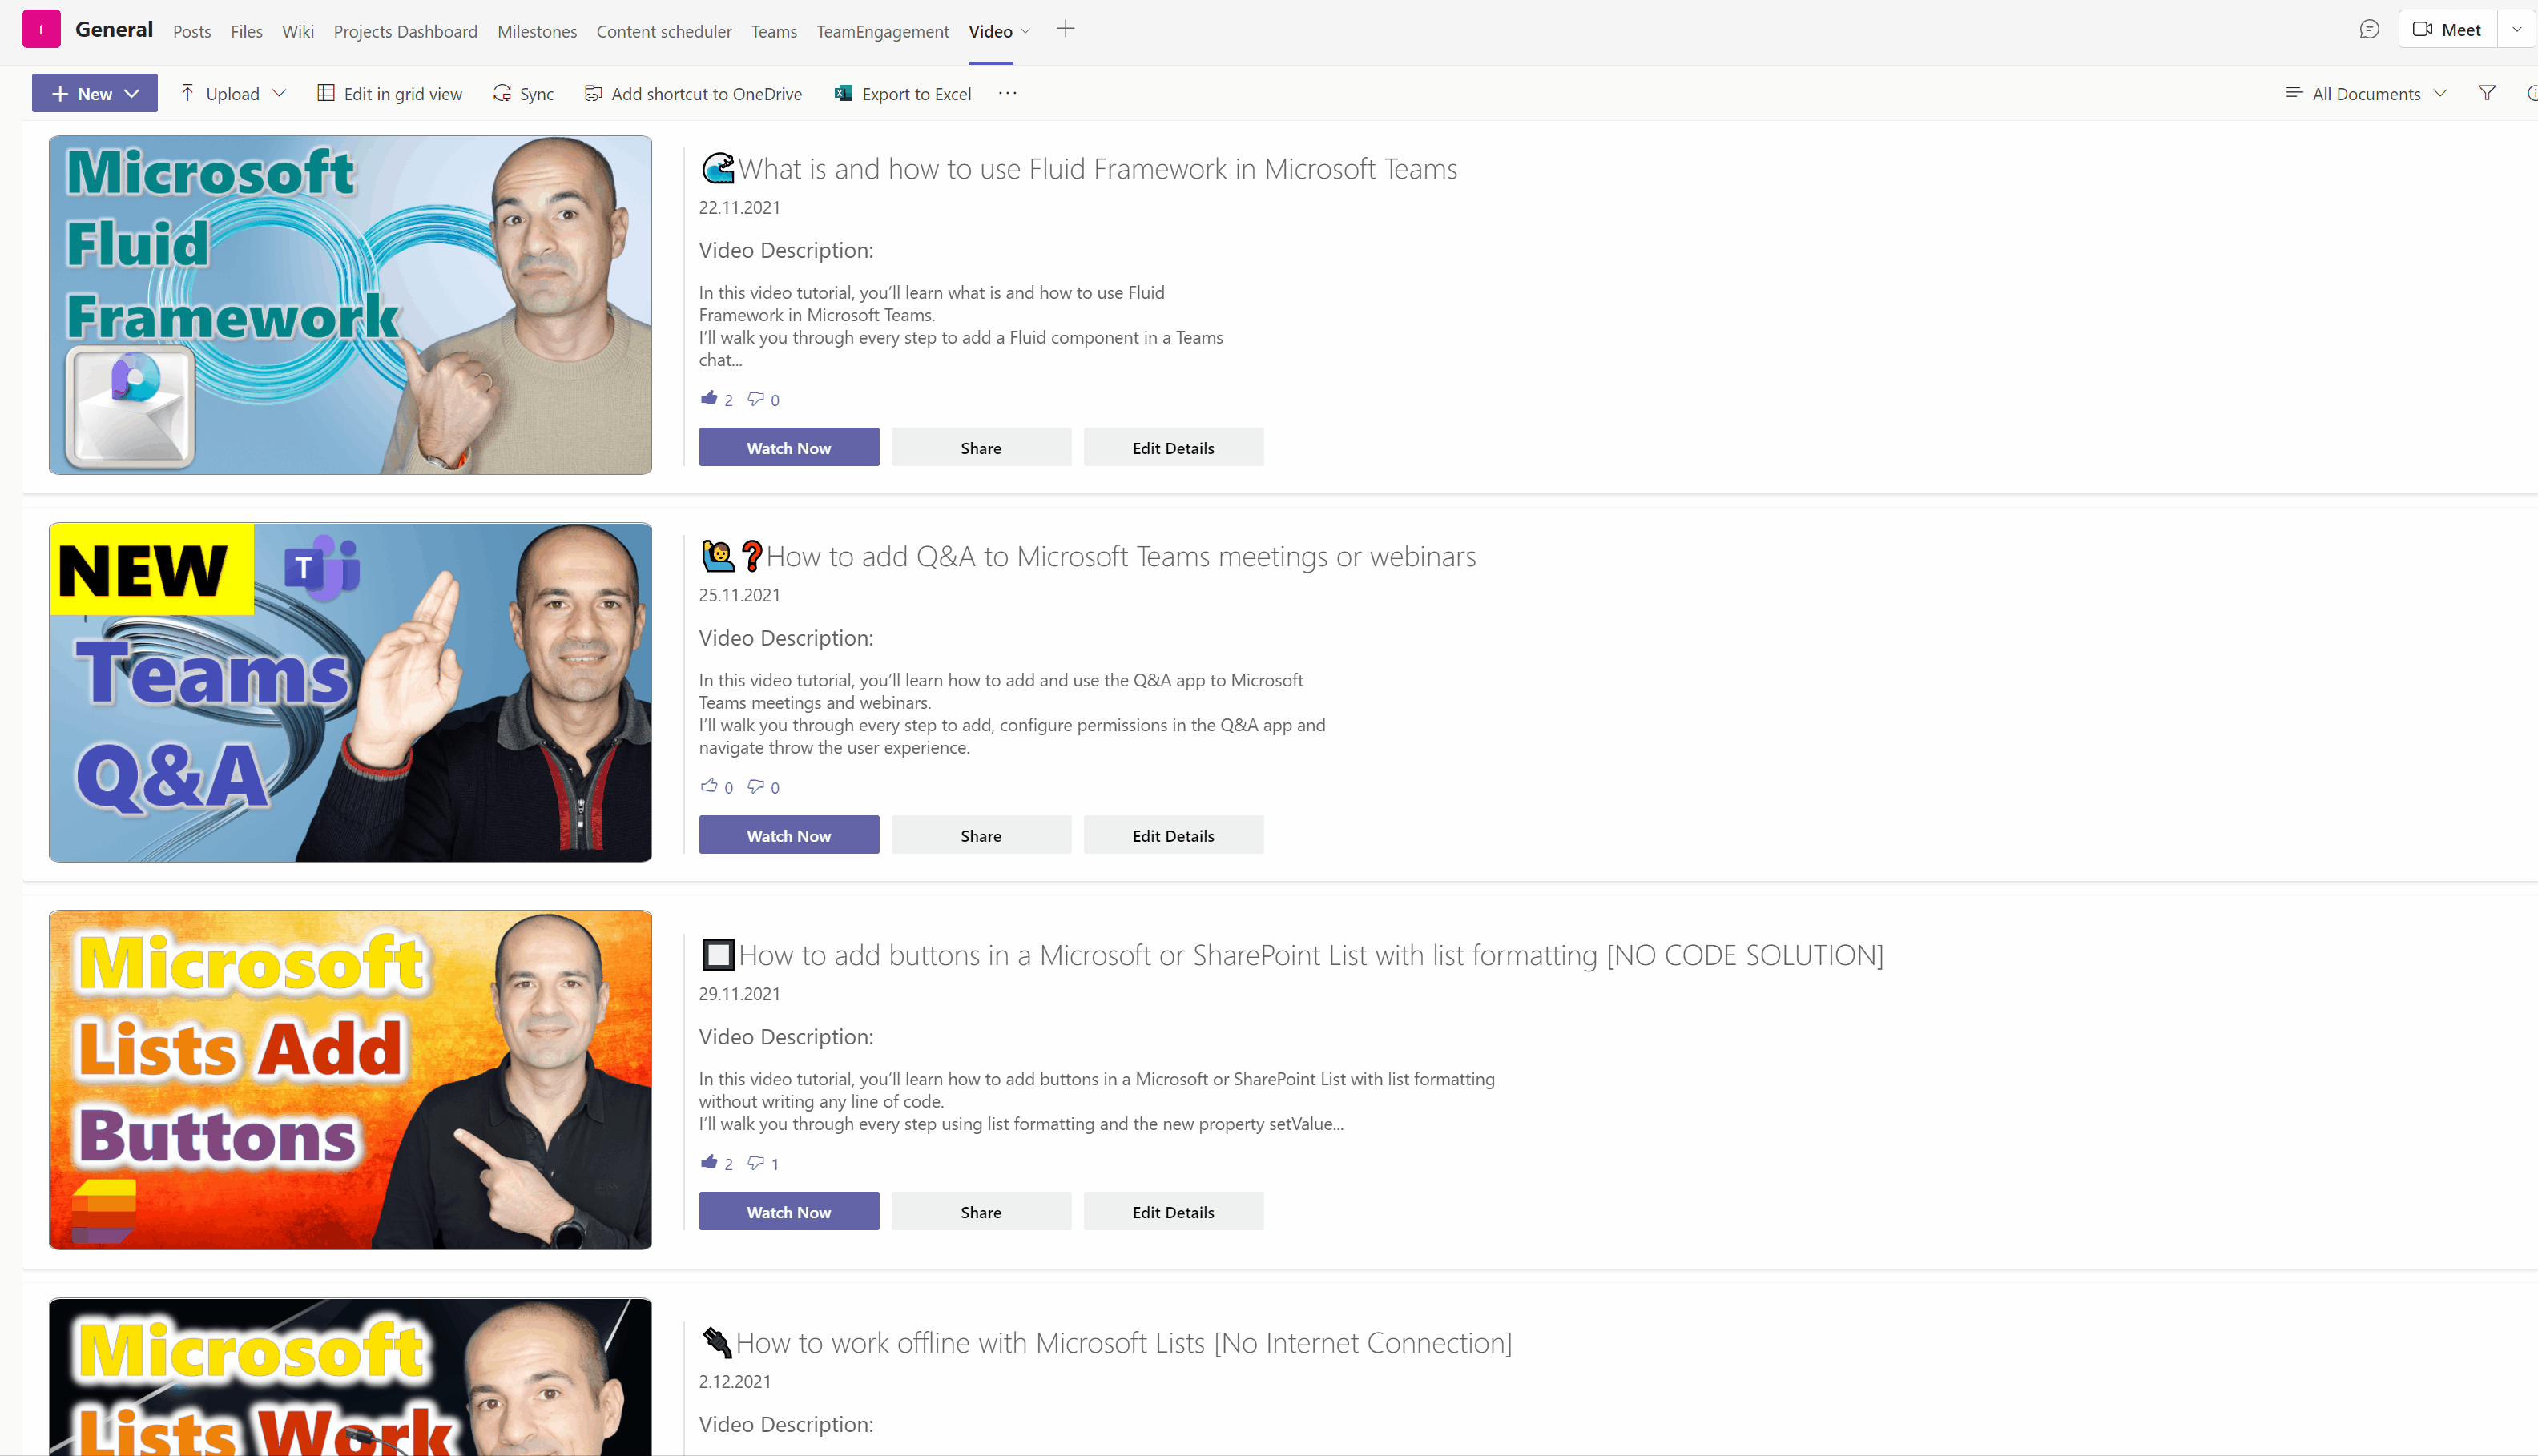 I General Posts Files Wiki Projects Dashboard Milestones Content scheduler Teams TeamEngagement Video Meet
New Upload Edit in grid view Sync Add shortcut to OneDrive Export to Excel ··· All Documents
Microsoft
Fluid
Framework
What is and how to use Fluid Framework in Microsoft Teams
22.11.2021
Video Description:
In this video tutorial, you’ll learn what is and how to use Fluid
Framework in Microsoft Teams.
I’ll walk you through every step to add a Fluid component in a Teams
chat...
2 0
Watch Now Share Edit Details
NEW
T
Teams
Q&A
How to add Q&A to Microsoft Teams meetings or webinars
25.11.2021
Video Description:
In this video tutorial, you’ll learn how to add and use the Q&A app to Microsoft
Teams meetings and webinars.
I’ll walk you through every step to add, configure permissions in the Q&A app and
navigate throw the user experience.
0 0
Watch Now Share Edit Details
Microsoft
Lists Add
Buttons
How to add buttons in a Microsoft or SharePoint List with list formatting [NO CODE SOLUTION]
29.11.2021
Video Description:
In this video tutorial, you’ll learn how to add buttons in a Microsoft or SharePoint List with list formatting
without writing any line of code.
I’ll walk you through every step using list formatting and the new property setValue...
2 1
Watch Now Share Edit Details
Microsoft
Lists Work
How to work offline with Microsoft Lists [No Internet Connection]
2.12.2021
Video Description: